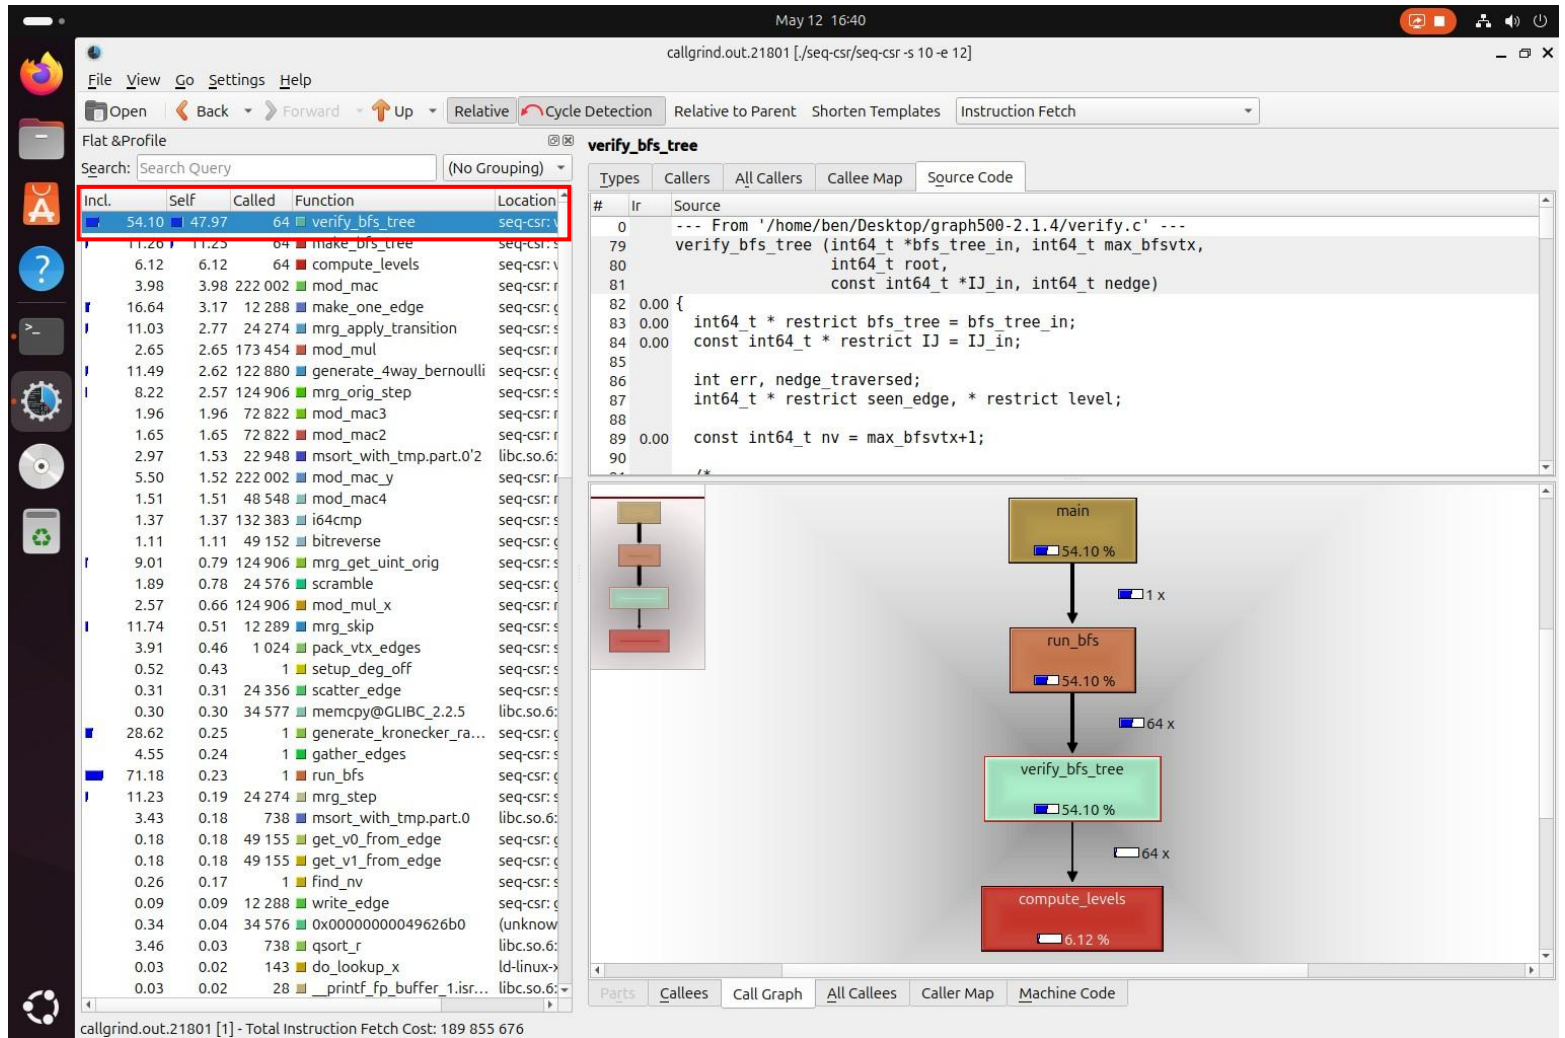 May 12 16:40
callgrind.out.21801 [./seq-csr/seq-csr -s 10 -e 12]
File View Go Settings Help
Open Back Forward Up Relative Cycle Detection Relative to Parent Shorten Templates Instruction Fetch
Flat &Profile
Search: Search Query (No Grouping)
Incl. Self Called Function Location
54.10 47.97 64 verify_bfs_tree seq-csr:
11.26 11.25 64 make_bfs_tree seq-csr:
6.12 6.12 64 compute_levels seq-csr:
3.98 3.98 222 002 mod_mac seq-csr:
16.64 3.17 12 288 make_one_edge seq-csr:
11.03 2.77 24 274 mrg_apply_transition seq-csr:
2.65 2.65 173 454 mod_mul seq-csr:
11.49 2.62 122 880 generate_4way_bernoulli seq-csr:
8.22 2.57 124 906 mrg_orig_step seq-csr:
1.96 1.96 72 822 mod_mac3 seq-csr:
1.65 1.65 72 822 mod_mac2 seq-csr:
2.97 1.53 22 948 msort_with_tmp.part.0'2 libc.so.6:
5.50 1.52 222 002 mod_mac_y seq-csr:
1.51 1.51 48 548 mod_mac4 seq-csr:
1.37 1.37 132 383 i64cmp seq-csr:
1.11 1.11 49 152 bitreverse seq-csr:
9.01 0.79 124 906 mrg_get_uint_orig seq-csr:
1.89 0.78 24 576 scramble seq-csr:
2.57 0.66 124 906 mod_mul_x seq-csr:
11.74 0.51 12 289 mrg_skip seq-csr:
3.91 0.46 1 024 pack_vtx_edges seq-csr:
0.52 0.43 1 setup_deg_off seq-csr:
0.31 0.31 24 356 scatter_edge seq-csr:
0.30 0.30 34 577 memcpy@GLIBC_2.2.5 libc.so.6:
28.62 0.25 1 generate_kronecker_ra... seq-csr:
4.55 0.24 1 gather_edges seq-csr:
71.18 0.23 1 run_bfs seq-csr:
11.23 0.19 24 274 mrg_step seq-csr:
3.43 0.18 738 msort_with_tmp.part.0 libc.so.6:
0.18 0.18 49 155 get_v0_from_edge seq-csr:
0.18 0.18 49 155 get_v1_from_edge seq-csr:
0.26 0.17 1 find_nv seq-csr:
0.09 0.09 12 288 write_edge seq-csr:
0.34 0.04 34 576 0x00000000049626b0 (unknow
3.46 0.03 738 qsort_r libc.so.6:
0.03 0.02 143 do_lookup_x ld-linux-x
0.03 0.02 28 __printf_fp_buffer_1.isr... libc.so.6:
callgrind.out.21801 [1] - Total Instruction Fetch Cost: 189 855 676
verify_bfs_tree
Types Callers All Callers Callee Map Source Code
# Ir Source
0 --- From '/home/ben/Desktop/graph500-2.1.4/verify.c' ---
79 verify_bfs_tree (int64_t *bfs_tree_in, int64_t max_bfsvtx,
80 int64_t root,
81 const int64_t *IJ_in, int64_t nedge)
82 0.00 {
83 0.00 int64_t * restrict bfs_tree = bfs_tree_in;
84 0.00 const int64_t * restrict IJ = IJ_in;
85
86 int err, nedge_traversed;
87 int64_t * restrict seen_edge, * restrict level;
88
89 0.00 const int64_t nv = max_bfsvtx+1;
90
91 /*
main
54.10 %
1 x
run_bfs
54.10 %
64 x
verify_bfs_tree
54.10 %
64 x
compute_levels
6.12 %
Parts Callees Call Graph All Callees Caller Map Machine Code